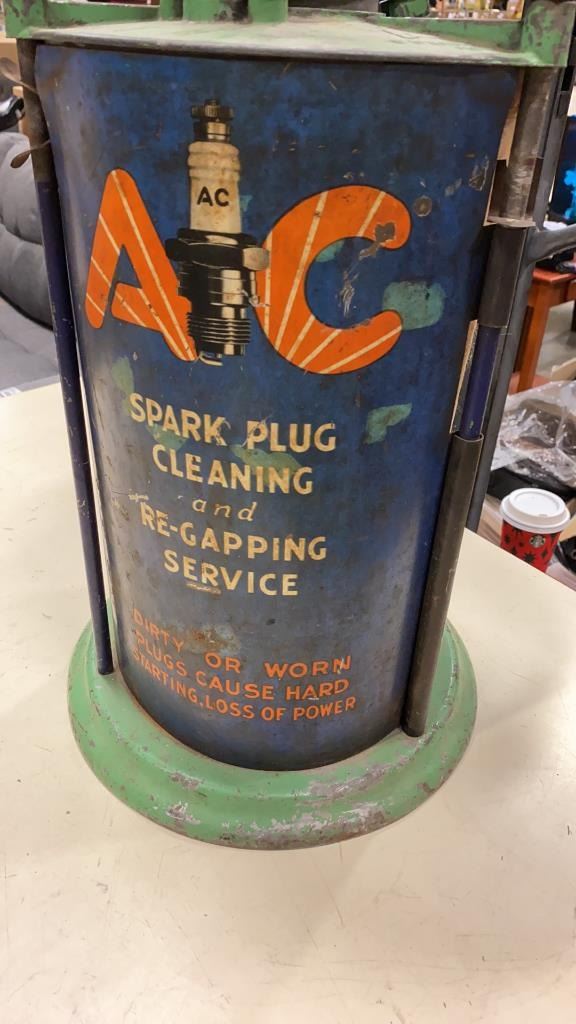 AC
AC
SPARK PLUG
CLEANING
and
RE-GAPPING
SERVICE
DIRTY OR WORN
PLUGS CAUSE HARD
STARTING, LOSS OF POWER